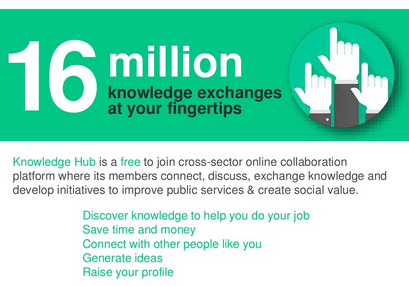 16 million
knowledge exchanges
at your fingertips
Knowledge Hub is a free to join cross-sector online collaboration
platform where its members connect, discuss, exchange knowledge and
develop initiatives to improve public services & create social value.
Discover knowledge to help you do your job
Save time and money
Connect with other people like you
Generate ideas
Raise your profile